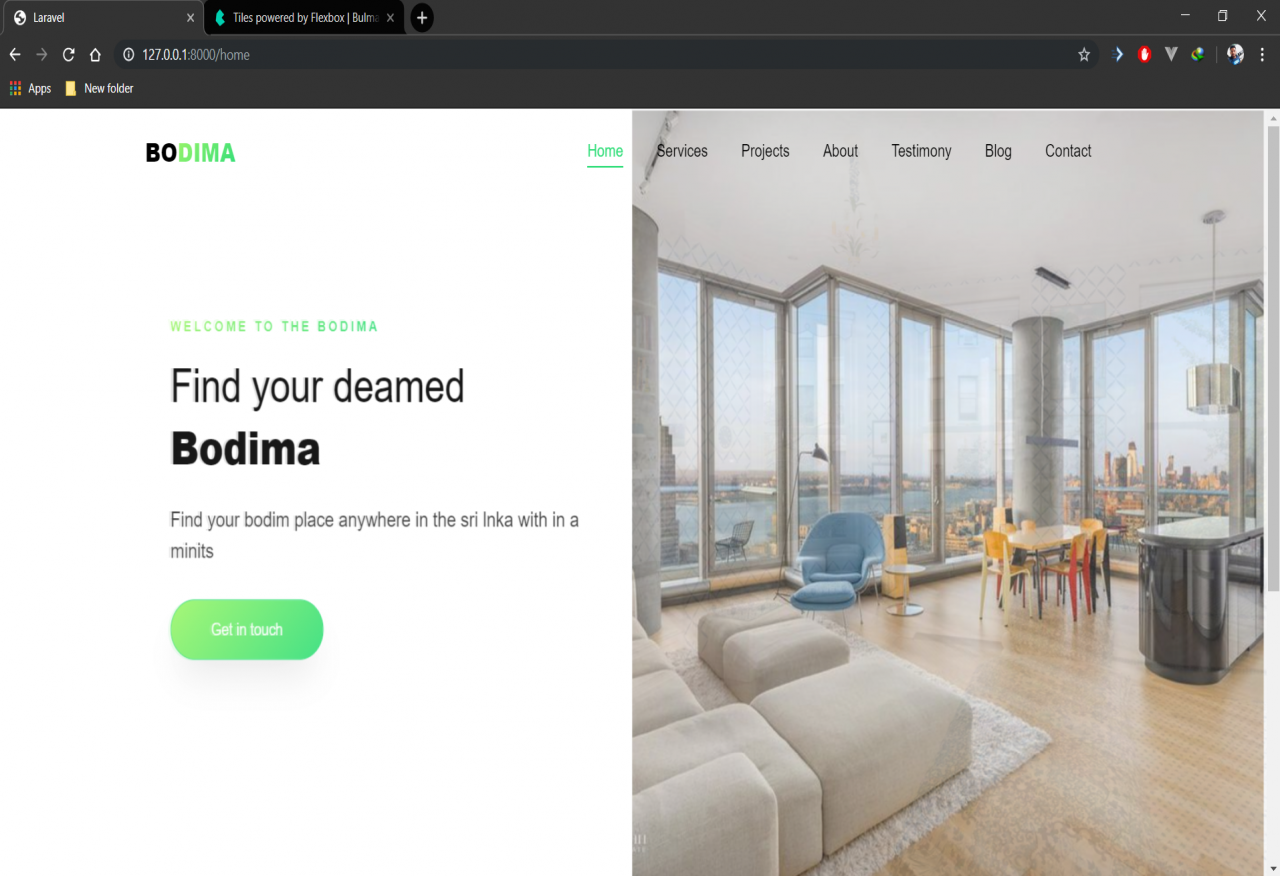 Laravel
Tiles powered by Flexbox | Bulma
127.0.0.1:8000/home
Apps New folder
BODIMA
Home Services Projects About Testimony Blog Contact
WELCOME TO THE BODIMA
Find your deamed
Bodima
Find your bodim place anywhere in the sri lnka with in a
minits
Get in touch